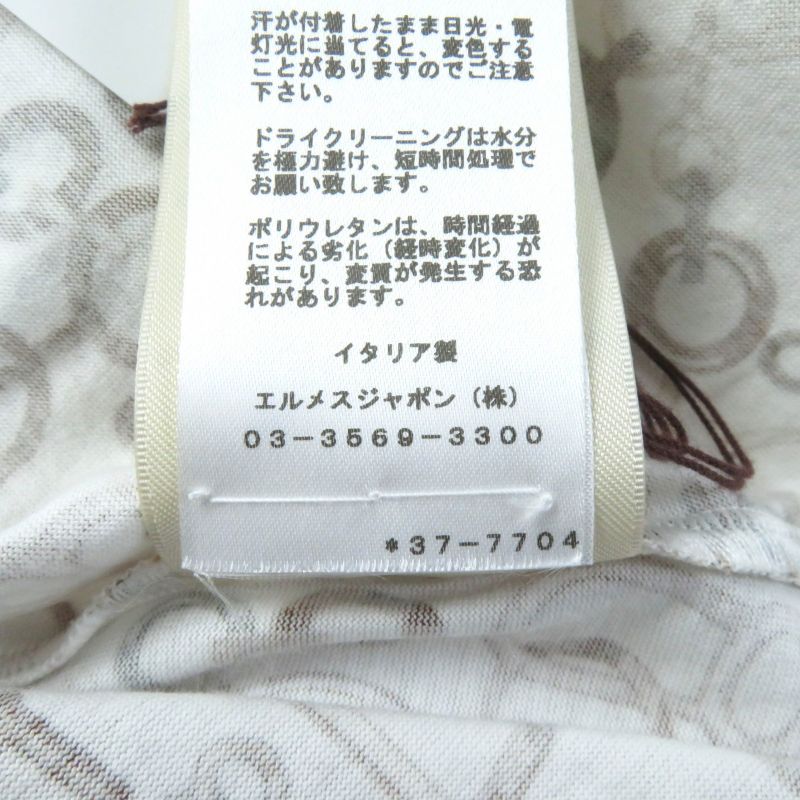 汗が付着したまま日光・電
灯光に当てると、変色する
ことがありますのでご注意
下さい。
ドライクリーニングは水分
を極力避け、短時間処理で
お願い致します。
ポリウレタンは、時間経過
による劣化（経時変化）が
起こり、変質が発生する恐
れがあります。
イタリア製
エルメスジャポン（株）
03-3569-3300
*37-7704